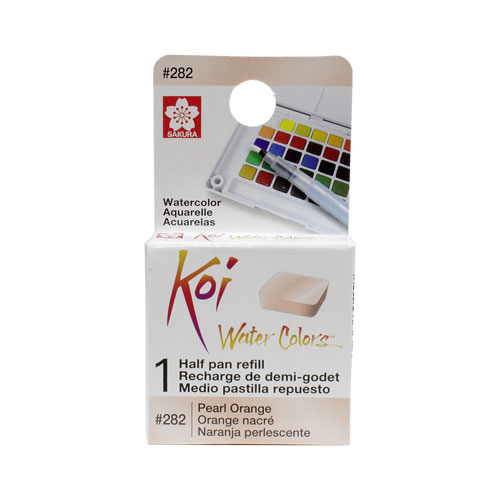 #282
SAKURA
Watercolor
Aquarelle
Acuarelas
Koi
Water Colors™
1 Half pan refill
Recharge de demi-godet
Medio pastilla repuesto
#282
Pearl Orange
Orange nacré
Naranja perlescente